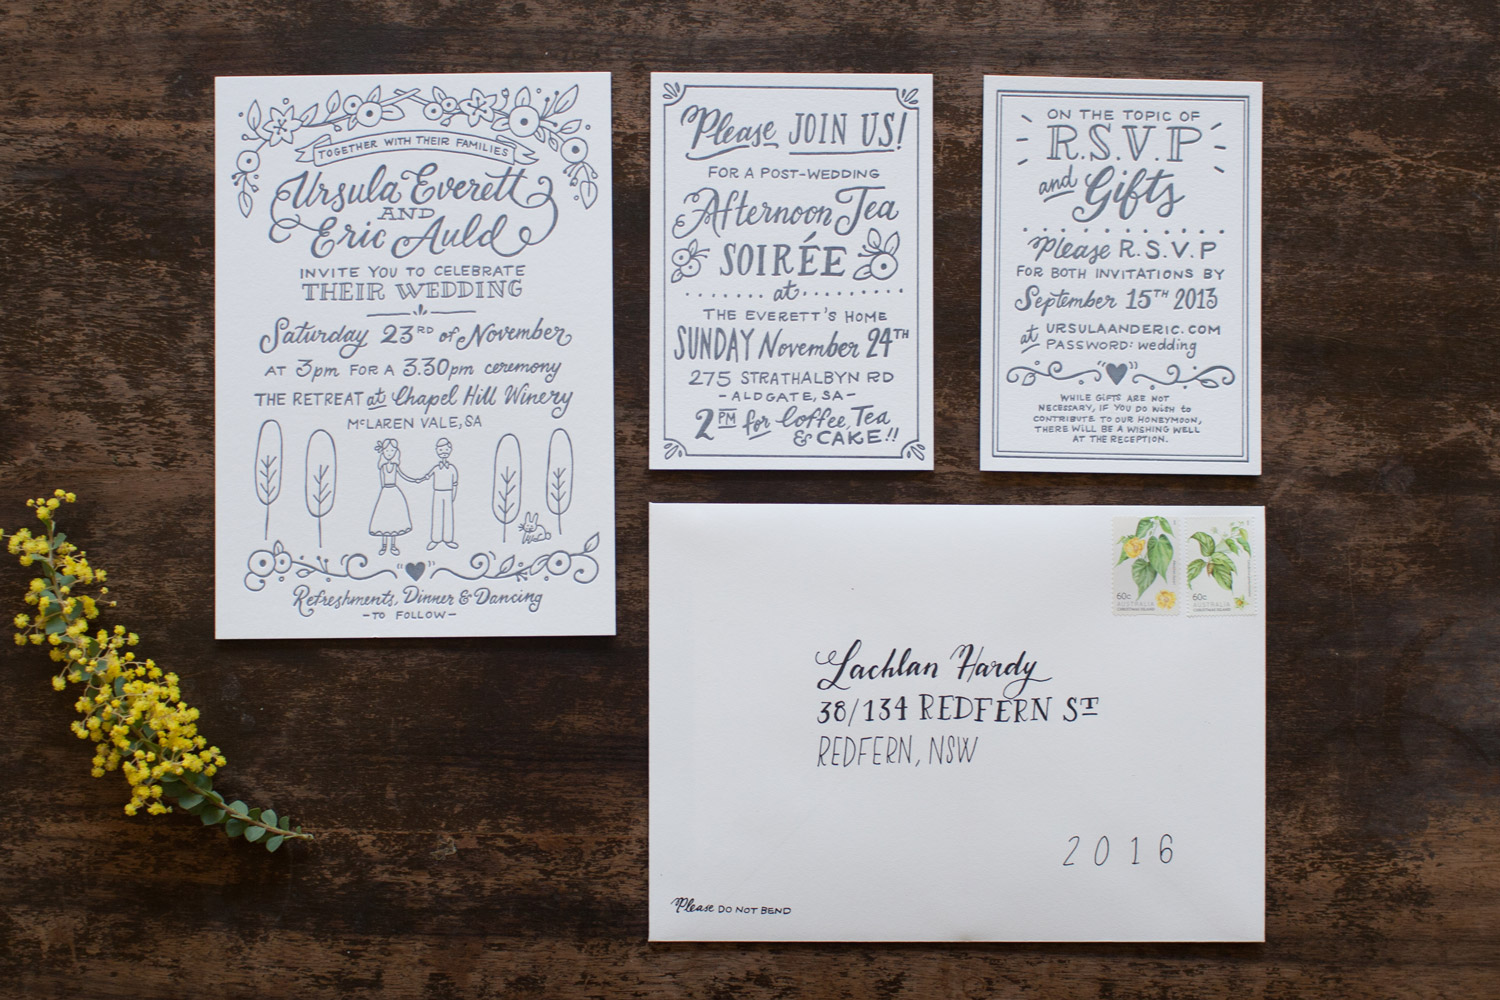 TOGETHER WITH THEIR FAMILIES
Ursula Everett
AND
Eric Auld
INVITE YOU TO CELEBRATE
THEIR WEDDING
Saturday 23RD of November
AT 3pm FOR A 3.30pm ceremony
THE RETREAT at Chapel Hill Winery
McLAREN VALE, SA
Refreshments, Dinner & Dancing
-TO FOLLOW-
Please JOIN US!
FOR A POST-WEDDING
Afternoon Tea
SOIRÉE
at
THE EVERETT'S HOME
SUNDAY November 24TH
275 STRATHALBYN RD
-ALDGATE, SA-
2PM for Coffee, Tea
& CAKE!!
ON THE TOPIC OF
R.S.V.P
and Gifts
Please R.S.V.P
FOR BOTH INVITATIONS BY
September 15TH 2013
at URSULAANDERIC.COM
PASSWORD: wedding
WHILE GIFTS ARE NOT
NECESSARY, IF YOU DO WISH to
CONTRIBUTE TO OUR HONEYMOON,
THERE WILL BE A WISHING WELL
AT THE RECEPTION.
60c
AUSTRALIA
CHRISTMAS ISLAND
60c
AUSTRALIA
CHRISTMAS ISLAND
Lachlan Hardy
38/134 REDFERN ST
REDFERN, NSW
2016
Please DO NOT BEND